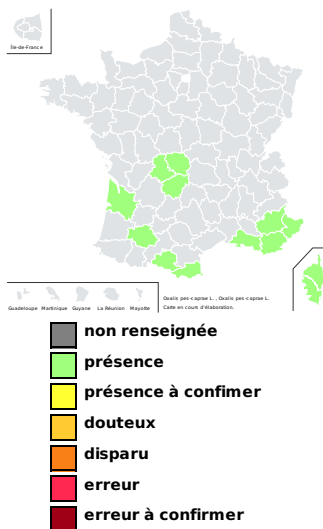 Île-de-France
Guadeloupe Martinique Guyane La Réunion Mayotte
Oxalis pes-caprae L. , Oxalis pes-caprae L.
Carte en cours d'élaboration.
non renseignée
présence
présence à confimer
douteux
disparu
erreur
erreur à confirmer